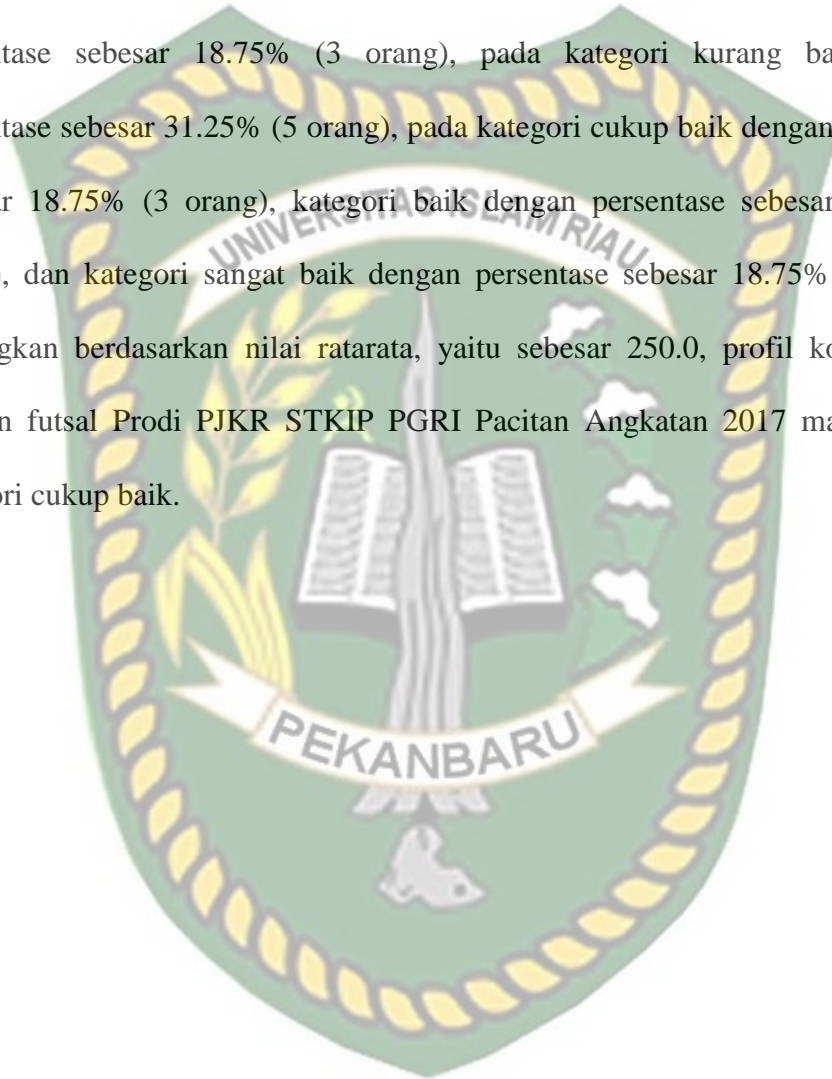 ntase sebesar 18.75% (3 orang), pada kategori kurang ba
ntase sebesar 31.25% (5 orang), pada kategori cukup baik dengan
r 18.75% (3 orang), kategori baik dengan persentase sebesar
UNIVERSITAS ISLAM RIAU
), dan kategori sangat baik dengan persentase sebesar 18.75%
gkan berdasarkan nilai ratarata, yaitu sebesar 250.0, profil ko
n futsal Prodi PJKR STKIP PGRI Pacitan Angkatan 2017 ma
ori cukup baik.
PEKANBARU